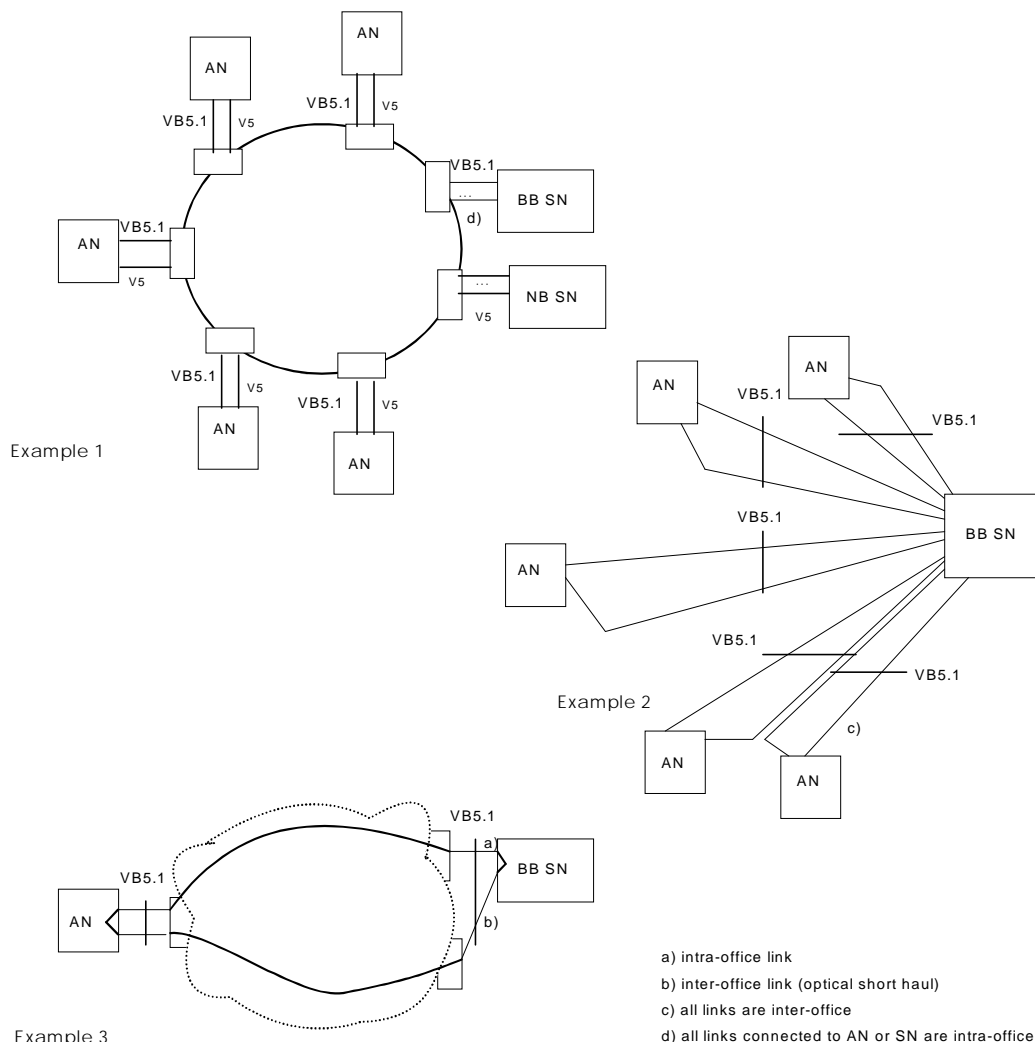 AN
AN
VB5.1
V5
VB5.1
V5
VB5.1
...
d)
BB SN
AN
VB5.1
V5
...
V5
NB SN
VB5.1
V5
AN
VB5.1
V5
AN
Example 1
AN
VB5.1
AN
VB5.1
VB5.1
BB SN
AN
VB5.1
VB5.1
Example 2
c)
AN
AN
VB5.1
a)
BB SN
VB5.1
AN
b)
Example 3
a) intra-office link
b) inter-office link (optical short haul)
c) all links are inter-office
d) all links connected to AN or SN are intra-office